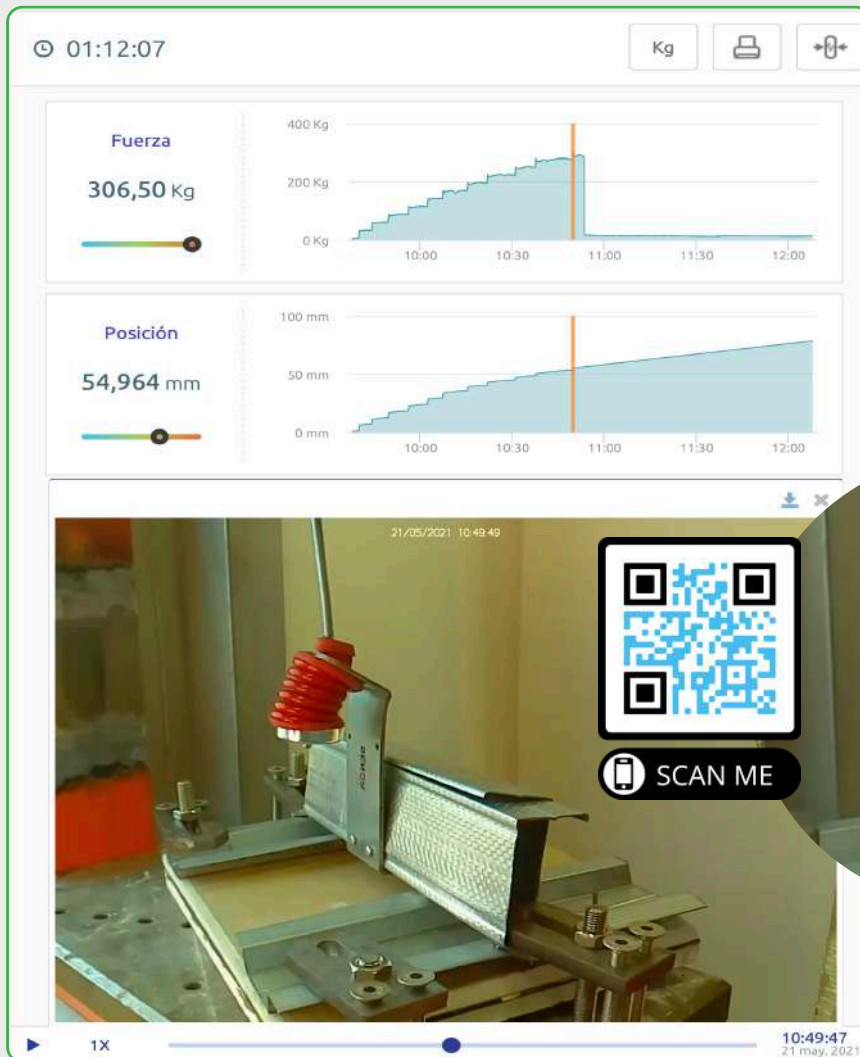 01:12:07
Kg
Fuerza
306,50 Kg
400 Kg
200 Kg
0 Kg
10:00
10:30
11:00
11:30
12:00
Posición
54,964 mm
100 mm
50 mm
0 mm
10:00
10:30
11:00
11:30
12:00
21/05/2021 10:49:49
SCAN ME
1X
10:49:47
21 may. 2021